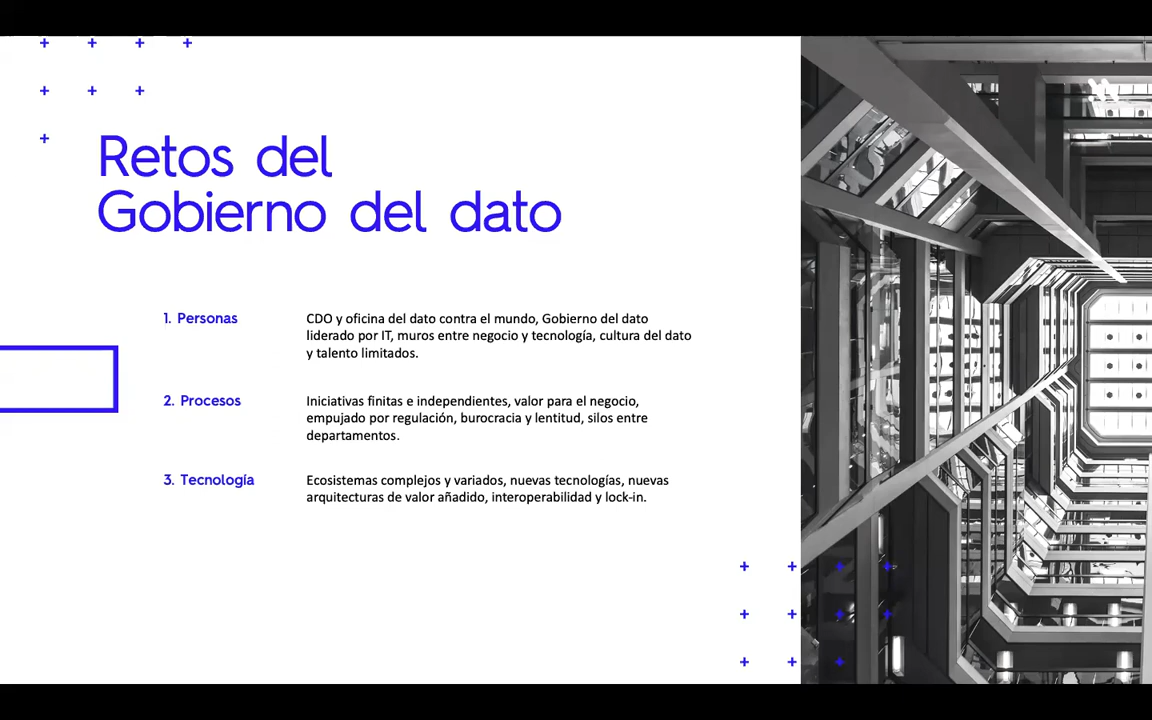 Retos del
Gobierno del dato
1. Personas
CDO y oficina del dato contra el mundo, Gobierno del dato
liderado por IT, muros entre negocio y tecnología, cultura del dato
y talento limitados.
2. Procesos
Iniciativas finitas e independientes, valor para el negocio,
empujado por regulación, burocracia y lentitud, silos entre
departamentos.
3. Tecnología
Ecosistemas complejos y variados, nuevas tecnologías, nuevas
arquitecturas de valor añadido, interoperabilidad y lock-in.